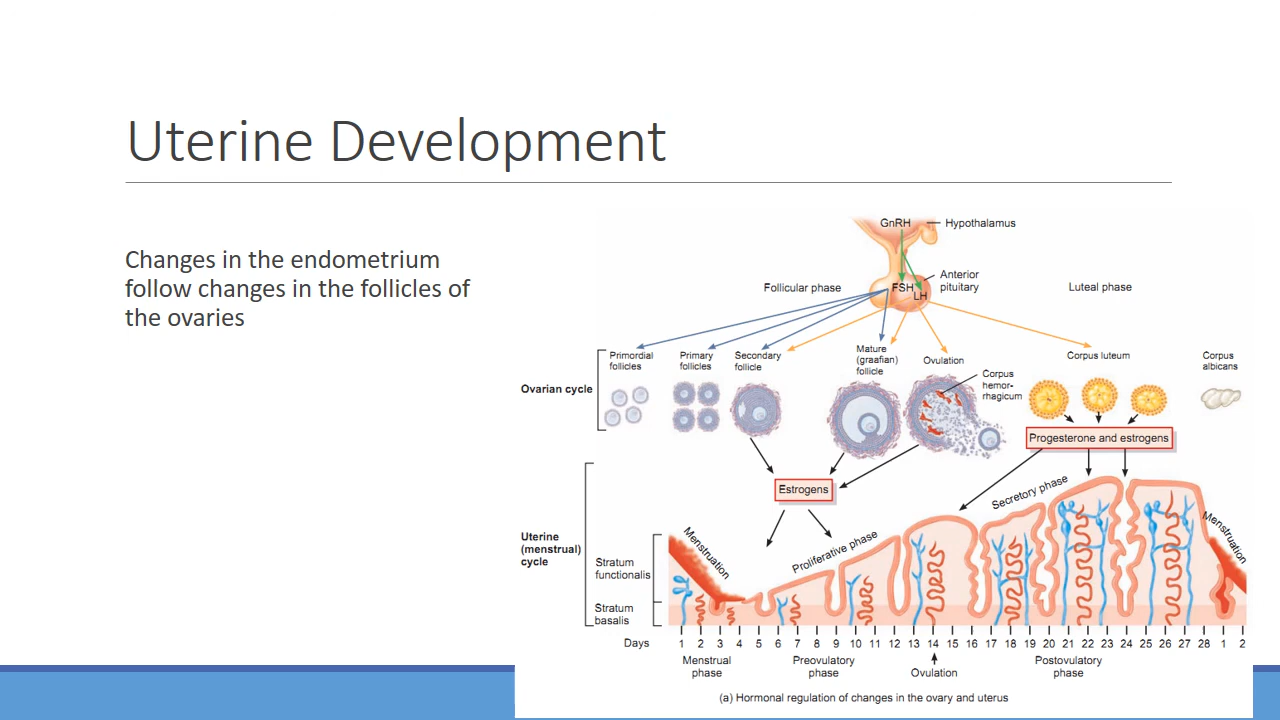 Uterine Development
Changes in the endometrium
follow changes in the follicles of
the ovaries
GnRH
Hypothalamus
Anterior
pituitary
FSH
LH
Follicular phase
Luteal phase
Primordial
follicles
Primary
follicles
Secondary
follicle
Mature
(graafian)
follicle
Ovulation
Corpus
hemor-
rhagicum
Corpus luteum
Corpus
albicans
Ovarian cycle
Progesterone and estrogens
Estrogens
Secretory phase
Proliferative phase
Menstruation
Menstruation
Uterine
(menstrual)
cycle
Stratum
functionalis
Stratum
basalis
Days 1 2 3 4 5 6 7 8 9 10 11 12 13 14 15 16 17 18 19 20 21 22 23 24 25 26 27 28 1 2
Menstrual
phase
Preovulatory
phase
Ovulation
Postovulatory
phase
(a) Hormonal regulation of changes in the ovary and uterus